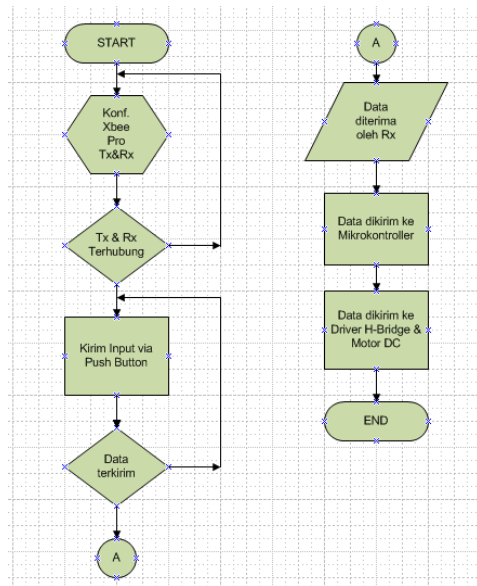 START
Konf.
Xbee
Pro
Tx&Rx
Tx & Rx
Terhubung
Kirim Input via
Push Button
Data
terkirim
A
A
Data
diterima
oleh Rx
Data dikirim ke
Mikrokontroller
Data dikirim ke
Driver H-Bridge &
Motor DC
END